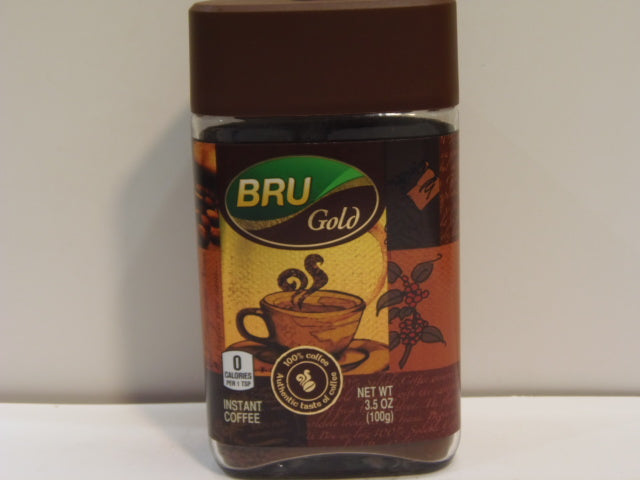 BRU
Gold
0
CALORIES
PER 1 TSP
100% coffee
Authentic taste of coffee
INSTANT
COFFEE
NET WT
3.5 OZ
(100g)